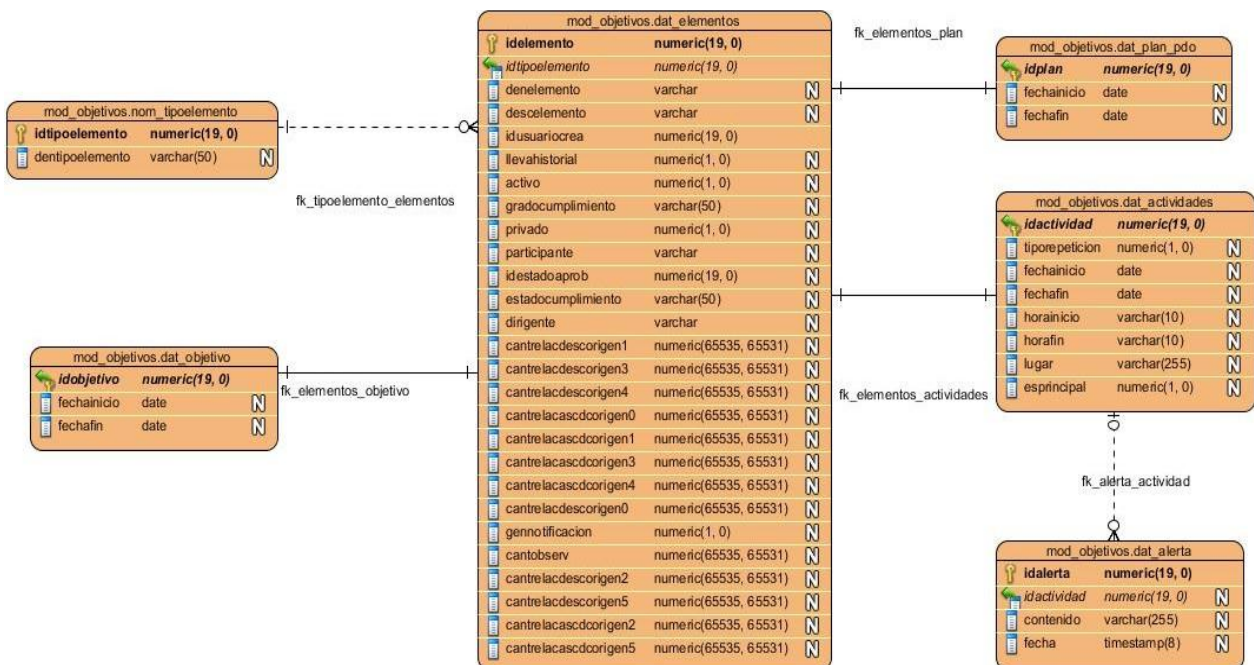 mod_objetivos.dat_elementos
idelemento numeric(19, 0)
idtipoelemento numeric(19, 0)
denelemento varchar N
descelemento varchar N
idusuariocrea numeric(19, 0)
llevahistorial numeric(1, 0) N
activo numeric(1, 0) N
gradocumplimiento varchar(50) N
privado numeric(1, 0) N
participante varchar N
idestadoaprob numeric(19, 0) N
estadocumplimiento varchar(50) N
dirigente varchar N
cantrelacdescorigen1 numeric(65535, 65531) N
cantrelacdescorigen3 numeric(65535, 65531) N
cantrelacdescorigen4 numeric(65535, 65531) N
cantrelacascdcorigen0 numeric(65535, 65531) N
cantrelacascdcorigen1 numeric(65535, 65531) N
cantrelacascdcorigen3 numeric(65535, 65531) N
cantrelacascdcorigen4 numeric(65535, 65531) N
cantrelacdescorigen0 numeric(65535, 65531) N
gennotificacion numeric(1, 0) N
cantobserv numeric(65535, 65531) N
cantrelacdescorigen2 numeric(65535, 65531) N
cantrelacdescorigen5 numeric(65535, 65531) N
cantrelacascdcorigen2 numeric(65535, 65531) N
cantrelacascdcorigen5 numeric(65535, 65531) N
mod_objetivos.nom_tipoelemento
idtipoelemento numeric(19, 0)
dentipoelemento varchar(50) N
fk_tipoelemento_elementos
mod_objetivos.dat_objetivo
idobjetivo numeric(19, 0)
fechainicio date N
fechafin date N
fk_elementos_objetivo
fk_elementos_plan
mod_objetivos.dat_plan_pdo
idplan numeric(19, 0)
fechainicio date N
fechafin date N
mod_objetivos.dat_actividades
idactividad numeric(19, 0)
tiporepeticion numeric(1, 0) N
fechainicio date N
fechafin date N
horainicio varchar(10) N
horafin varchar(10) N
lugar varchar(255) N
esprincipal numeric(1, 0) N
fk_elementos_actividades
fk_alerta_actividad
mod_objetivos.dat_alerta
idalerta numeric(19, 0)
idactividad numeric(19, 0) N
contenido varchar(255) N
fecha timestamp(8) N